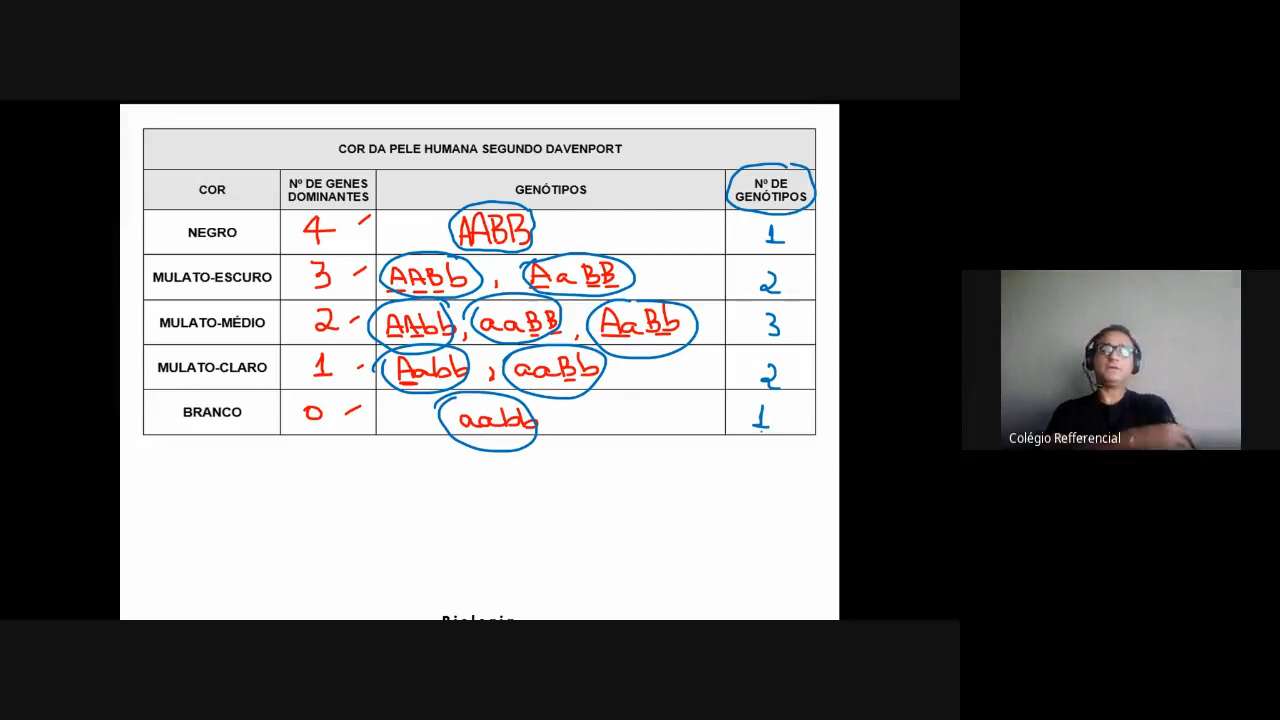 COR DA PELE HUMANA SEGUNDO DAVENPORT
COR Nº DE GENES DOMINANTES GENÓTIPOS Nº DE GENÓTIPOS
NEGRO 4 AABB 1
MULATO-ESCURO 3 AABb , AaBB 2
MULATO-MÉDIO 2 AAbb , aaBB , AaBb 3
MULATO-CLARO 1 Aabb , aaBb 2
BRANCO 0 aabb 1
Colégio Refferencial